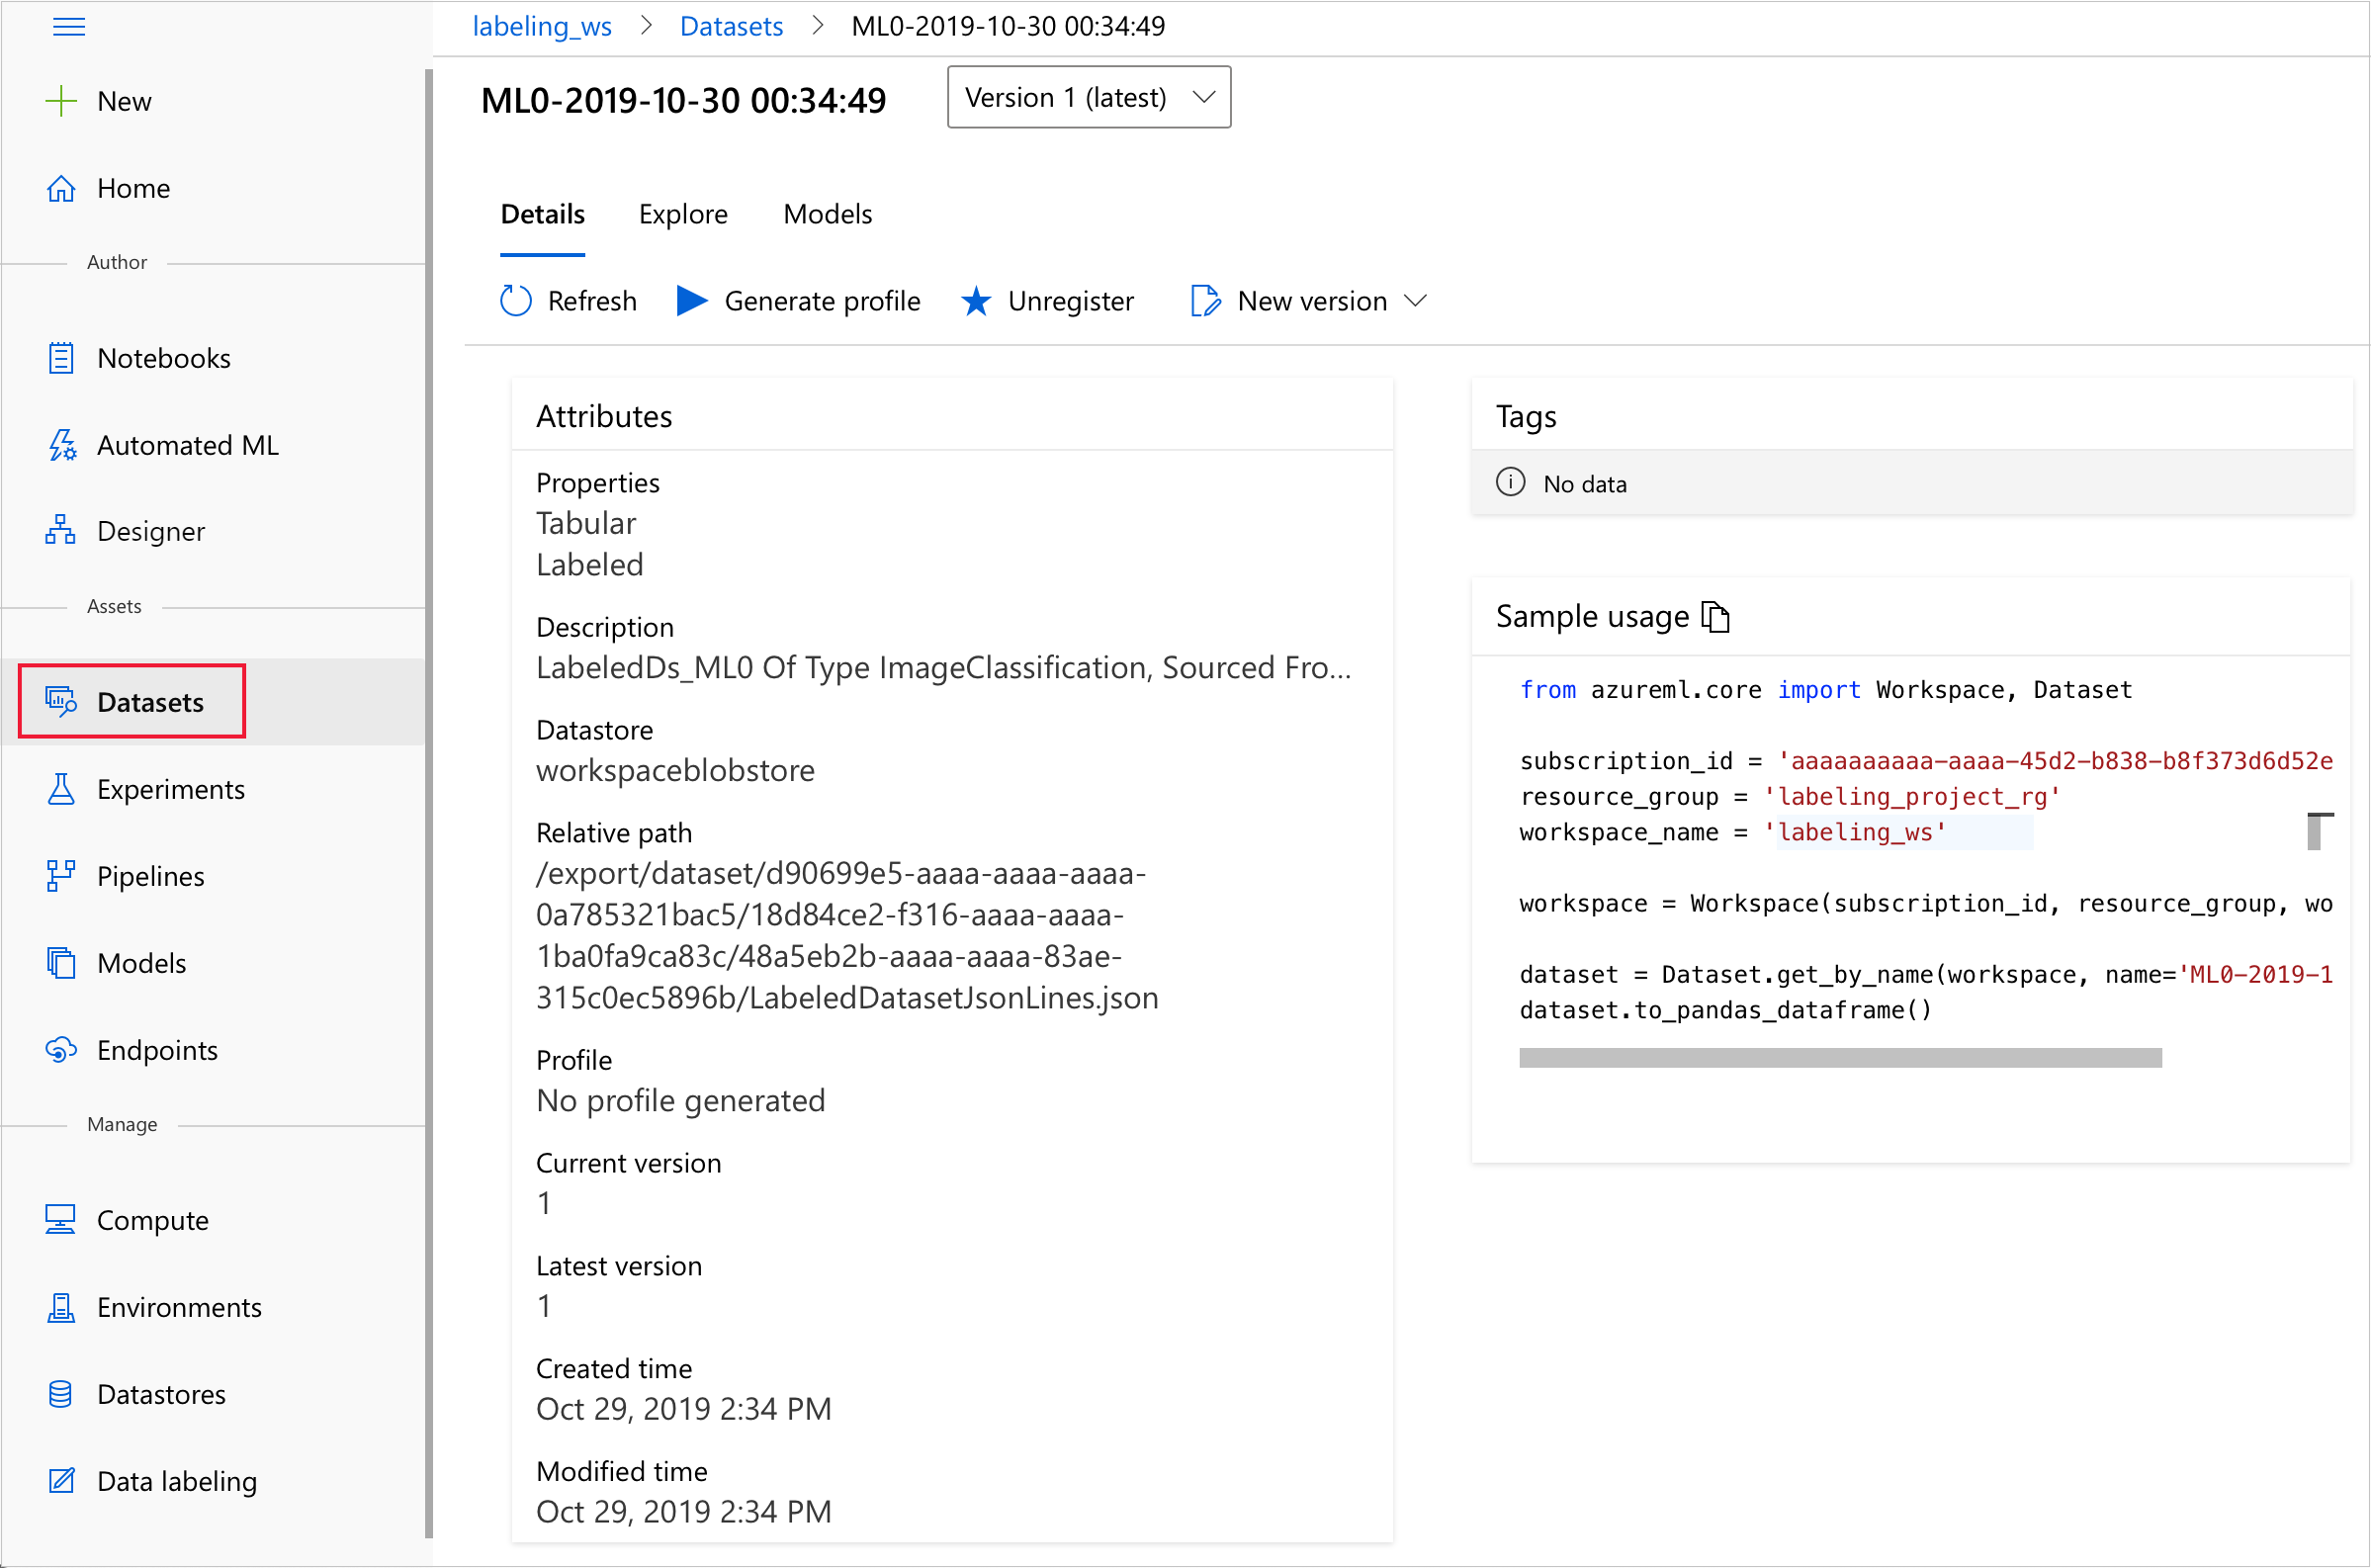 labeling_ws > Datasets > ML0-2019-10-30 00:34:49
New
Home
Author
Notebooks
Automated ML
Designer
Assets
Datasets
Experiments
Pipelines
Models
Endpoints
Manage
Compute
Environments
Datastores
Data labeling
ML0-2019-10-30 00:34:49
Version 1 (latest)
Details Explore Models
Refresh Generate profile Unregister New version
Attributes
Properties
Tabular
Labeled
Description
LabeledDs_ML0 Of Type ImageClassification, Sourced Fro...
Datastore
workspaceblobstore
Relative path
/export/dataset/d90699e5-aaaa-aaaa-aaaa-
0a785321bac5/18d84ce2-f316-aaaa-aaaa-
1ba0fa9ca83c/48a5eb2b-aaaa-aaaa-83ae-
315c0ec5896b/LabeledDatasetJsonLines.json
Profile
No profile generated
Current version
1
Latest version
1
Created time
Oct 29, 2019 2:34 PM
Modified time
Oct 29, 2019 2:34 PM
Tags
No data
Sample usage
from azureml.core import Workspace, Dataset
subscription_id = 'aaaaaaaaaa-aaaa-45d2-b838-b8f373d6d52e
resource_group = 'labeling_project_rg'
workspace_name = 'labeling_ws'
workspace = Workspace(subscription_id, resource_group, wo
dataset = Dataset.get_by_name(workspace, name='ML0-2019-1
dataset.to_pandas_dataframe()